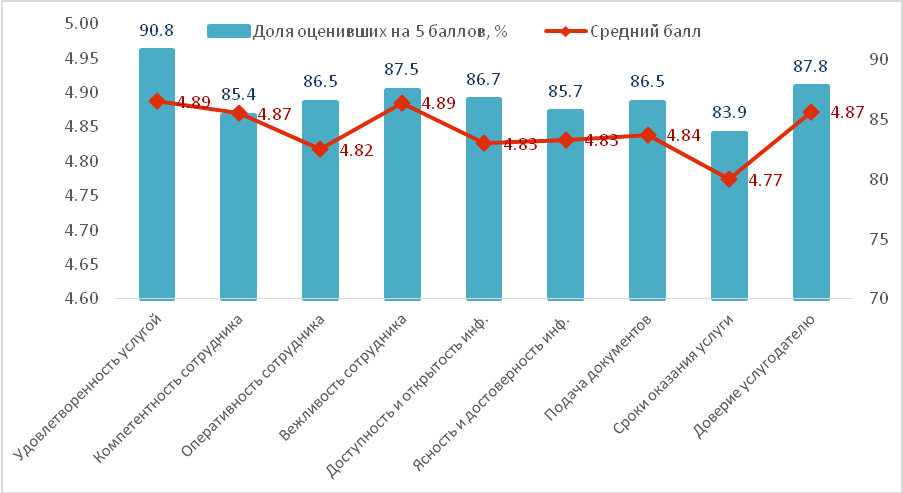 Доля оценивших на 5 баллов, %
Средний балл
5.00
4.95
4.90
4.85
4.80
4.75
4.70
4.65
4.60
90
85
80
75
70
90.8
85.4
86.5
87.5
86.7
85.7
86.5
83.9
87.8
4.89
4.87
4.82
4.89
4.83
4.83
4.84
4.77
4.87
Удовлетворенность услугой
Компетентность сотрудника
Оперативность сотрудника
Вежливость сотрудника
Доступность и открытость инф.
Ясность и достоверность инф.
Подача документов
Сроки оказания услуги
Доверие услугодателю